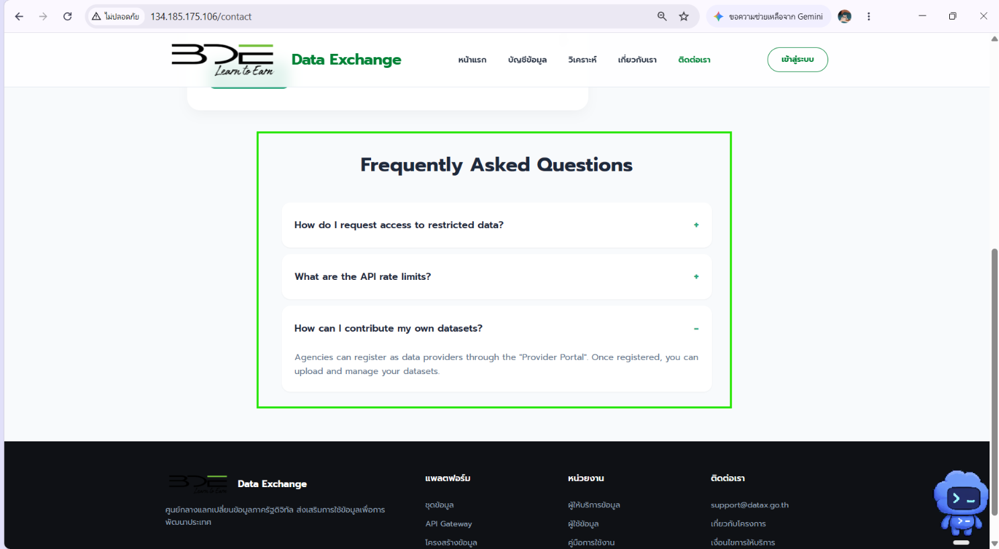 ไม่ปลอดภัย
134.185.175.106/contact
ขอความช่วยเหลือจาก Gemini
BDE
Learn to Earn
Data Exchange
หน้าแรก
บัญชีข้อมูล
วิเคราะห์
เกี่ยวกับเรา
ติดต่อเรา
เข้าสู่ระบบ
Frequently Asked Questions
How do I request access to restricted data?
+
What are the API rate limits?
+
How can I contribute my own datasets?
−
Agencies can register as data providers through the "Provider Portal". Once registered, you can
upload and manage your datasets.
BDE
Learn to Earn
Data Exchange
ศูนย์กลางแลกเปลี่ยนข้อมูลภาครัฐดิจิทัล ส่งเสริมการใช้ข้อมูลเพื่อการ
พัฒนาประเทศ
แพลตฟอร์ม
ชุดข้อมูล
API Gateway
โครงสร้างข้อมูล
หน่วยงาน
ผู้ให้บริการข้อมูล
ผู้ใช้ข้อมูล
คู่มือการใช้งาน
ติดต่อเรา
support@datax.go.th
เกี่ยวกับโครงการ
เงื่อนไขการให้บริการ